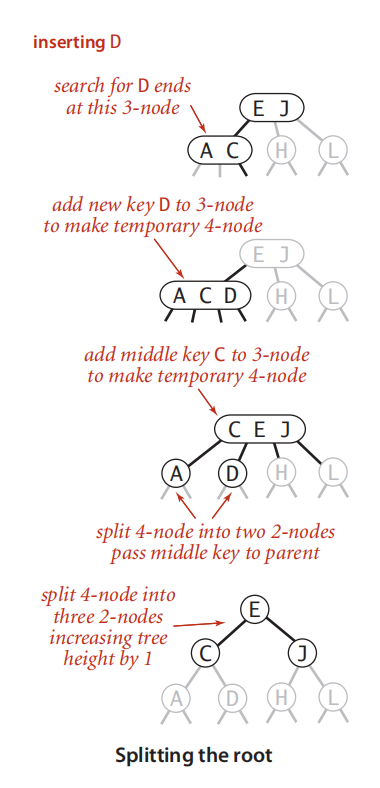 inserting D
search for D ends
at this 3-node
E J
A C
H
L
add new key D to 3-node
to make temporary 4-node
E J
A C D
H
L
add middle key C to 3-node
to make temporary 4-node
C E J
A
D
H
L
split 4-node into two 2-nodes
pass middle key to parent
split 4-node into
three 2-nodes
increasing tree
height by 1
E
C
J
A
D
H
L
Splitting the root